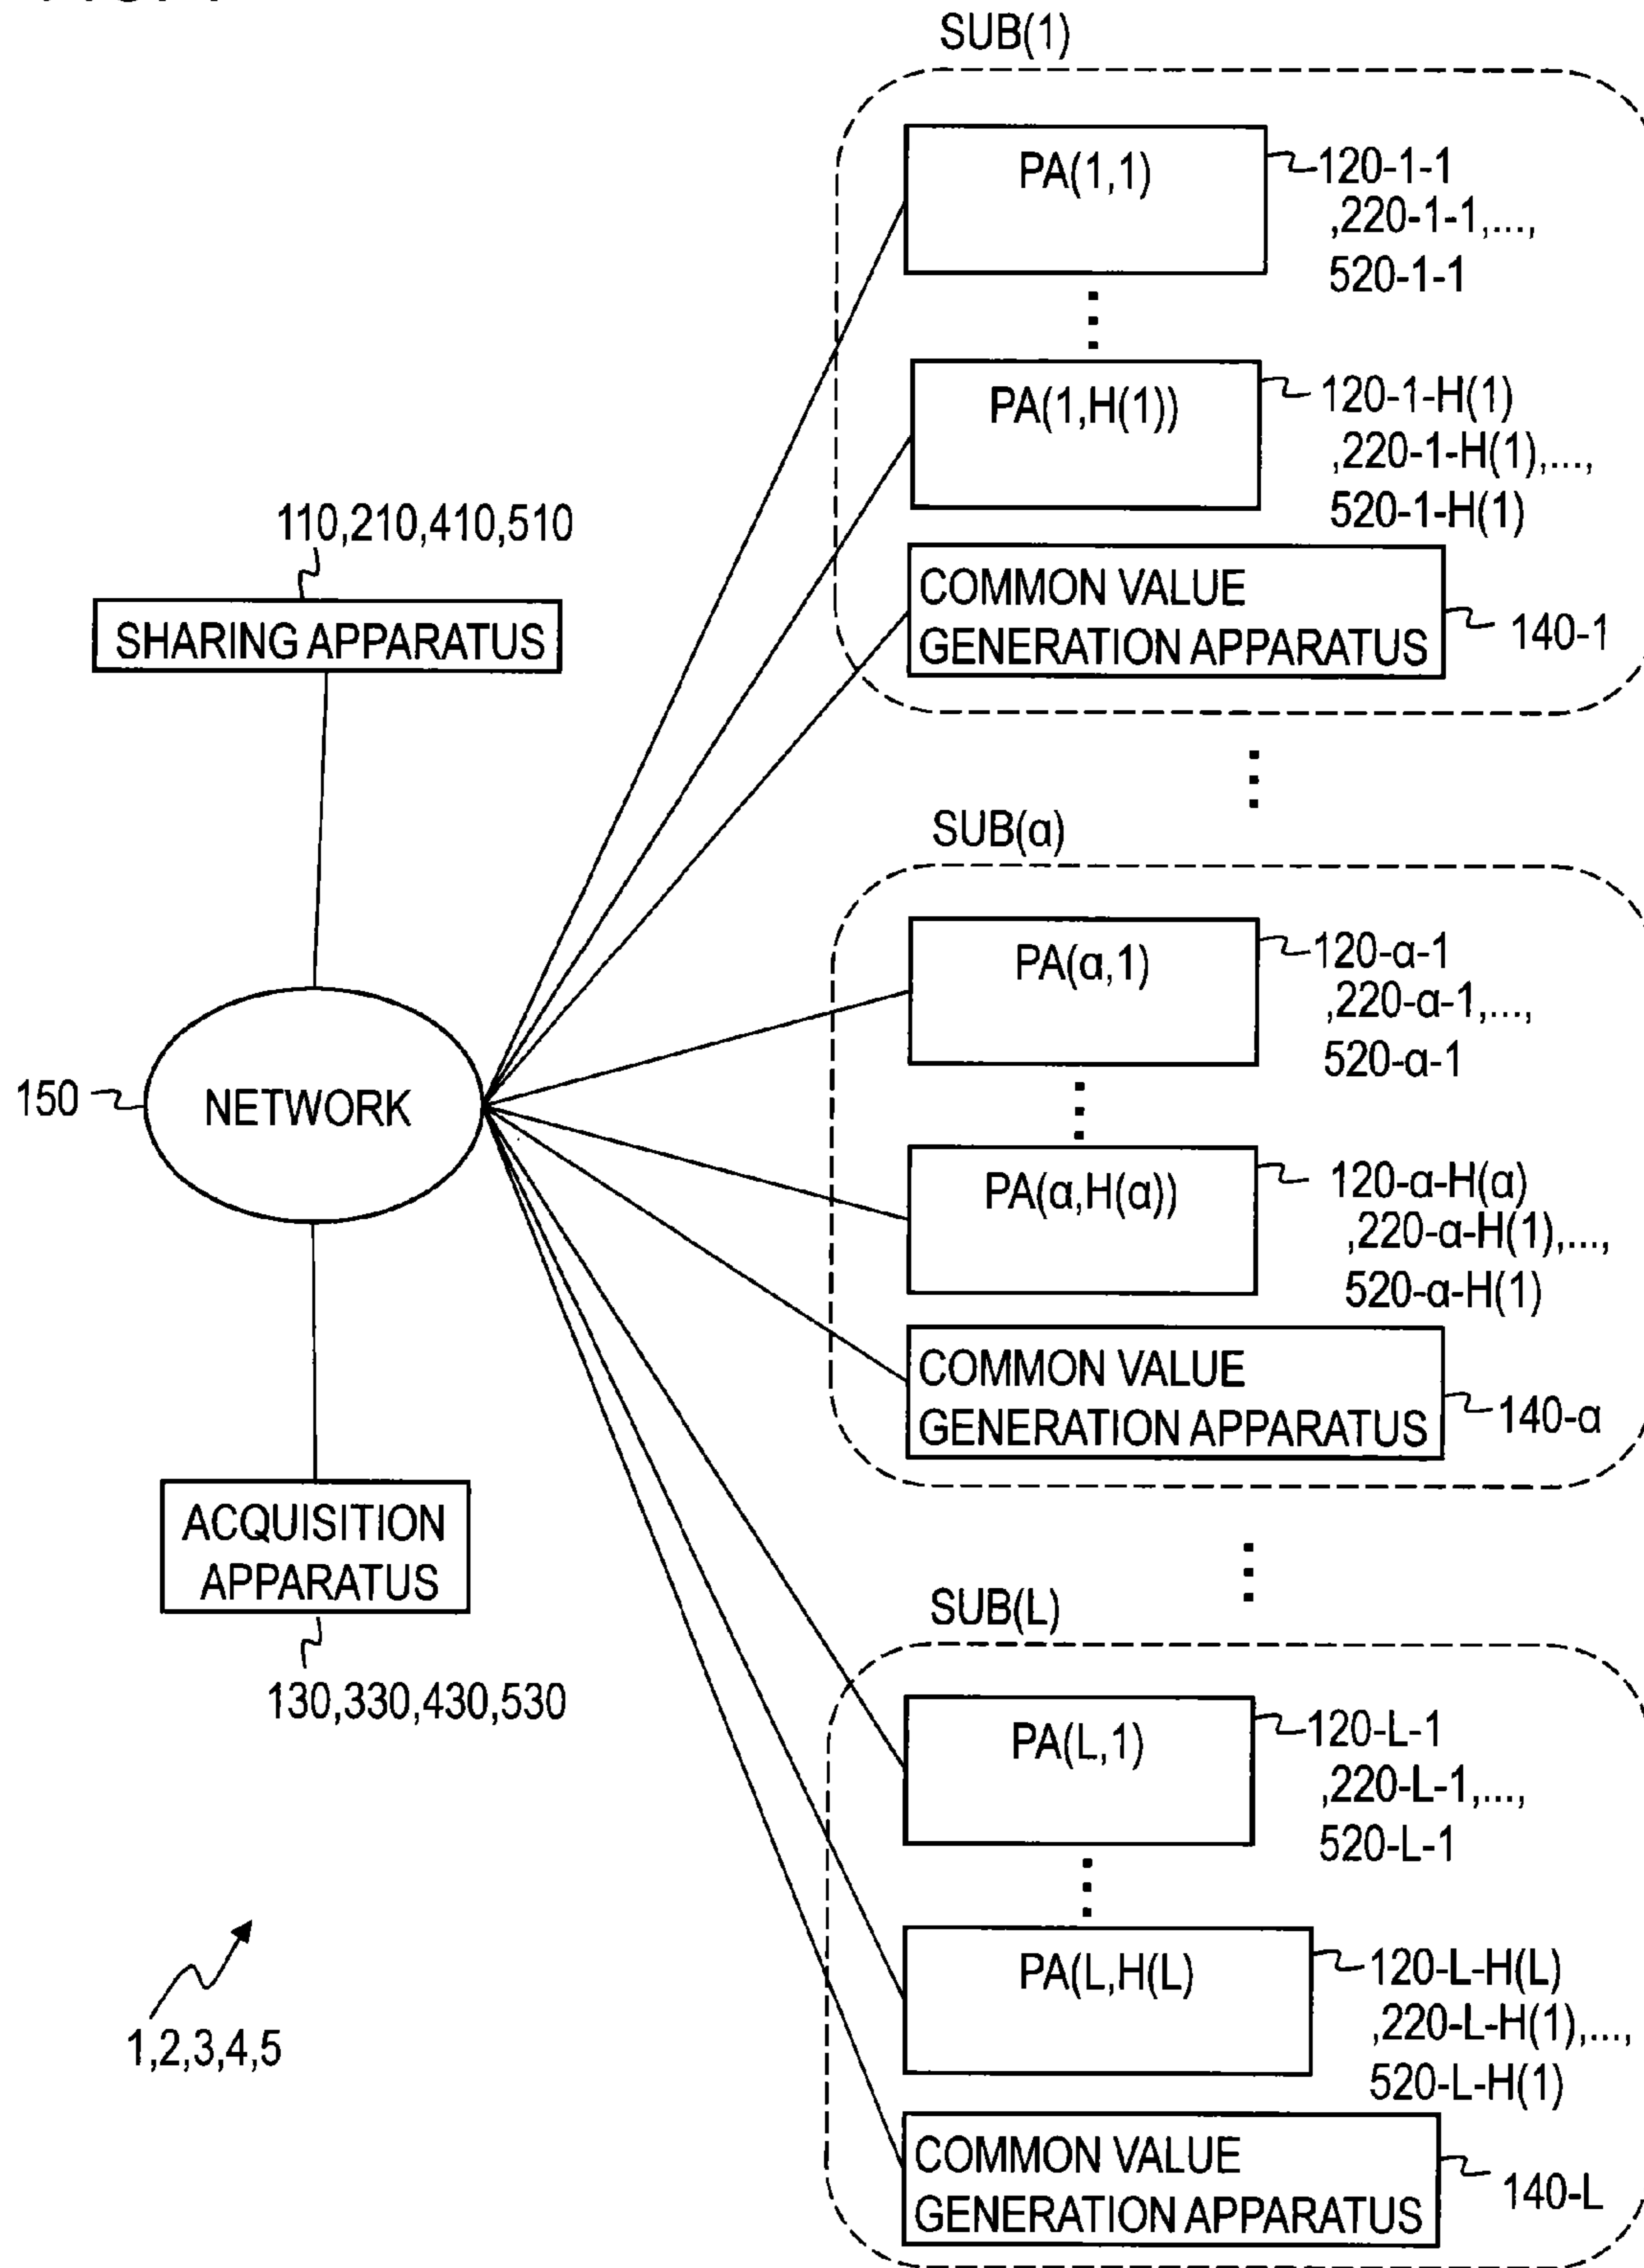 SUB(1)
PA(1,1)
120-1-1
,220-1-1,...,
520-1-1
PA(1,H(1))
120-1-H(1)
,220-1-H(1),...,
520-1-H(1)
COMMON VALUE
GENERATION APPARATUS
140-1
110,210,410,510
SHARING APPARATUS
SUB(α)
PA(α,1)
120-α-1
,220-α-1,...,
520-α-1
150
NETWORK
PA(α,H(α))
120-α-H(α)
,220-α-H(1),...,
520-α-H(1)
COMMON VALUE
GENERATION APPARATUS
140-α
ACQUISITION
APPARATUS
130,330,430,530
SUB(L)
PA(L,1)
120-L-1
,220-L-1,...,
520-L-1
PA(L,H(L)
120-L-H(L)
,220-L-H(1),...,
520-L-H(1)
1,2,3,4,5
COMMON VALUE
GENERATION APPARATUS
140-L